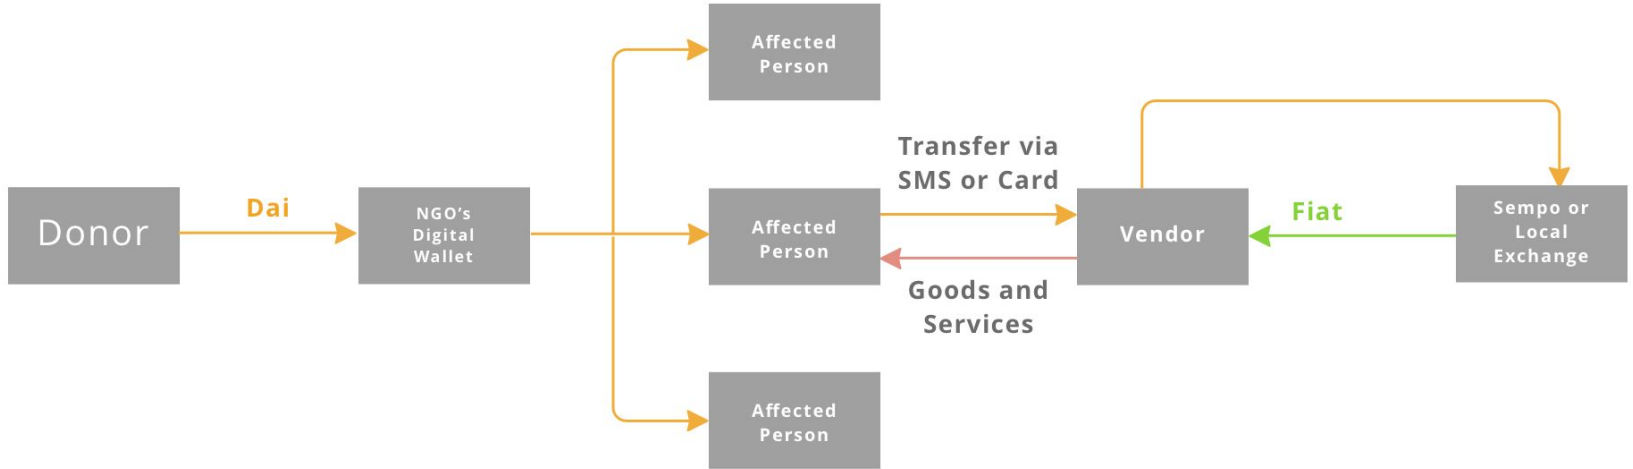 Donor
Dai
NGO’s
Digital
Wallet
Affected
Person
Affected
Person
Affected
Person
Transfer via
SMS or Card
Goods and
Services
Vendor
Fiat
Sempo or
Local
Exchange